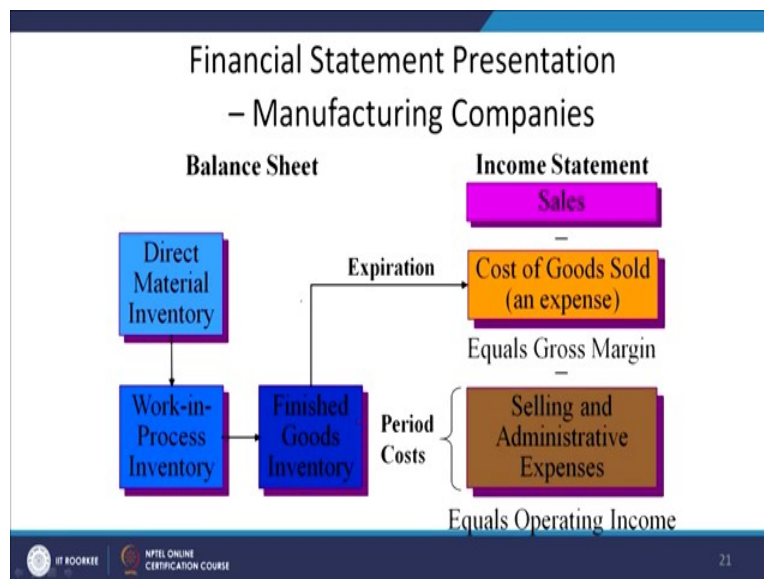 Financial Statement Presentation
– Manufacturing Companies
Balance Sheet
Income Statement
Sales
–
Direct
Material
Inventory
Expiration
Cost of Goods Sold
(an expense)
Equals Gross Margin
–
Work-in-
Process
Inventory
Finished
Goods
Inventory
Period
Costs
Selling and
Administrative
Expenses
Equals Operating Income
IIT ROORKEE
NPTEL ONLINE
CERTIFICATION COURSE
21